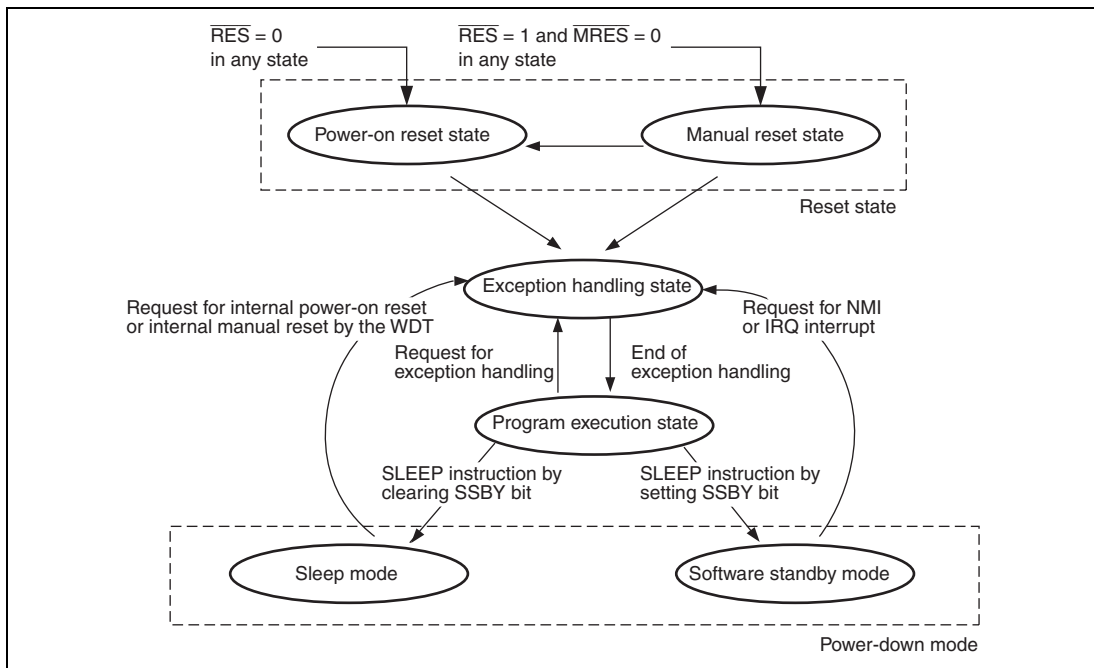 R̅E̅S̅ = 0
in any state
R̅E̅S̅ = 1 and M̅R̅E̅S̅ = 0
in any state
Power-on reset state
Manual reset state
Reset state
Exception handling state
Request for internal power-on reset
or internal manual reset by the WDT
Request for NMI
or IRQ interrupt
Request for
exception handling
End of
exception handling
Program execution state
SLEEP instruction by
clearing SSBY bit
SLEEP instruction by
setting SSBY bit
Sleep mode
Software standby mode
Power-down mode